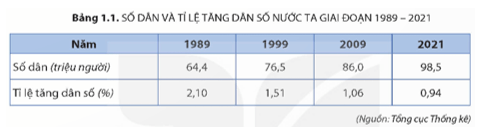 Bảng 1.1. SỐ DÂN VÀ TỈ LỆ TĂNG DÂN SỐ NƯỚC TA GIAI ĐOẠN 1989 – 2021
Năm 1989 1999 2009 2021
Số dân (triệu người) 64,4 76,5 86,0 98,5
Tỉ lệ tăng dân số (%) 2,10 1,51 1,06 0,94
(Nguồn: Tổng cục Thống kê)